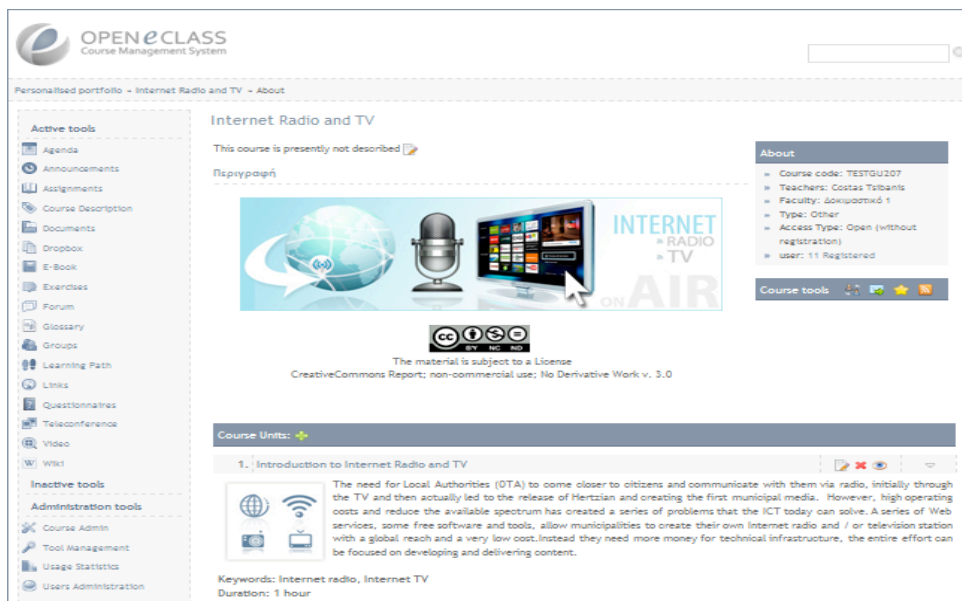 OPEN eCLASS
Course Management System
Personalised portfolio - Internet Radio and TV - About
Active tools
Agenda
Announcements
Assignments
Course Description
Documents
Dropbox
E-Book
Exercises
Forum
Glossary
Groups
Learning Path
Links
Questionnaires
Teleconference
Video
Wiki
Inactive tools
Administration tools
Course Admin
Tool Management
Usage Statistics
Users Administration
Internet Radio and TV
This course is presently not described
Περιγραφή
INTERNET
» RADIO
» TV
ON AIR
CC BY NC ND
The material is subject to a License
CreativeCommons Report; non-commercial use; No Derivative Work v. 3.0
About
» Course code: TESTGU207
» Teachers: Costas Tsibanis
» Faculty: Δοκιμαστικό 1
» Type: Other
» Access Type: Open (without
registration)
» user: 11 Registered
Course tools
Course Units:
1. Introduction to Internet Radio and TV
The need for Local Authorities (OTA) to come closer to citizens and communicate with them via radio, initially through
the TV and then actually led to the release of Hertzian and creating the first municipal media. However, high operating
costs and reduce the available spectrum has created a series of problems that the ICT today can solve. A series of Web
services, some free software and tools, allow municipalities to create their own Internet radio and / or television station
with a global reach and a very low cost.Instead they need more money for technical infrastructure, the entire effort can
be focused on developing and delivering content.
Keywords: Internet radio, Internet TV
Duration: 1 hour